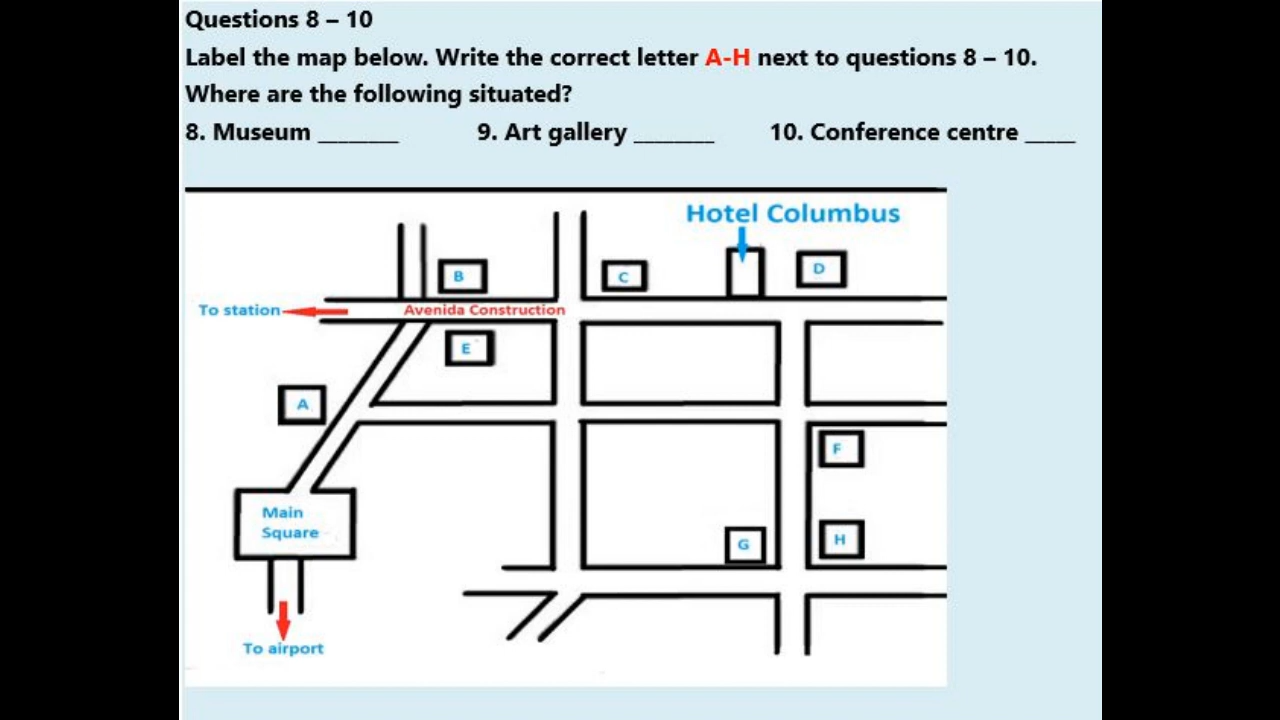 Questions 8 – 10
Label the map below. Write the correct letter A-H next to questions 8 – 10.
Where are the following situated?
8. Museum ________ 9. Art gallery ________ 10. Conference centre _____
Hotel Columbus
B
C
D
To station
Avenida Construction
E
A
F
Main
Square
G
H
To airport